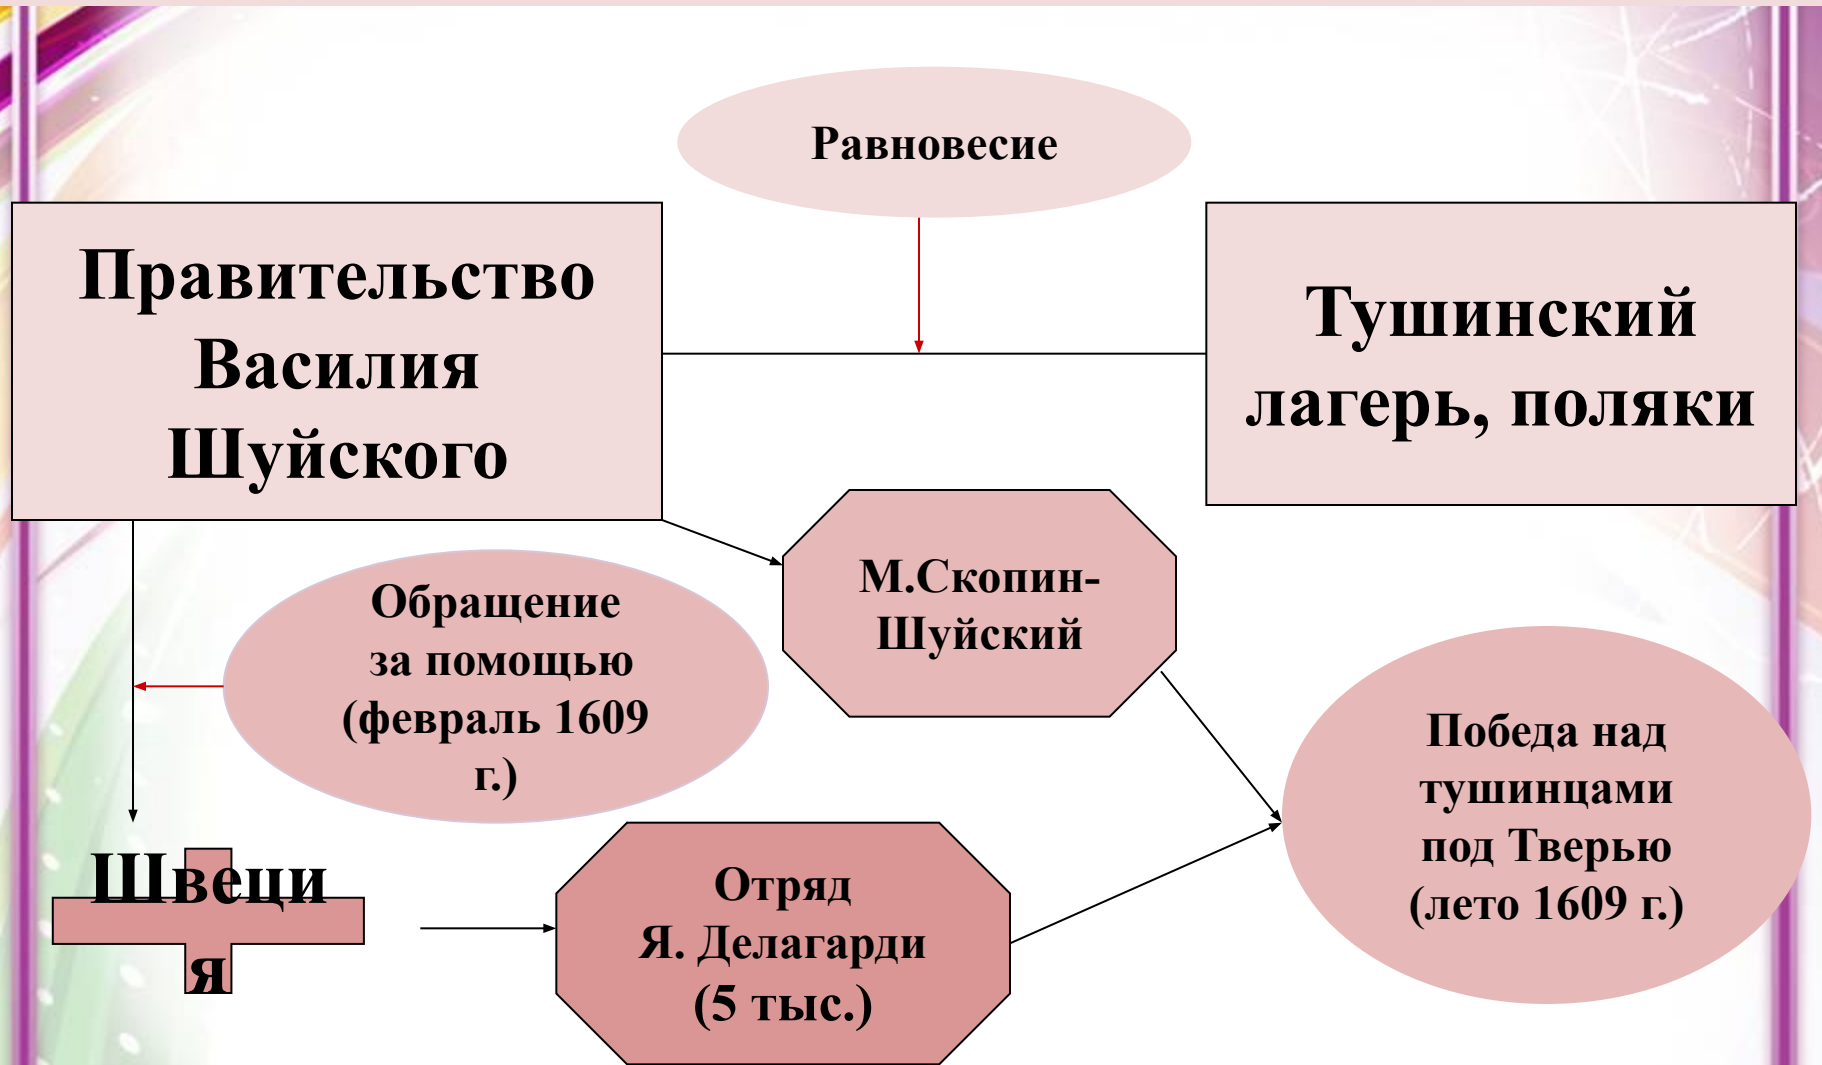 Равновесие
Правительство
Василия
Шуйского
Тушинский
лагерь, поляки
М.Скопин-
Шуйский
Обращение
за помощью
(февраль 1609
г.)
Победа над
тушинцами
под Тверью
(лето 1609 г.)
Швеци
я
Отряд
Я. Делагарди
(5 тыс.)